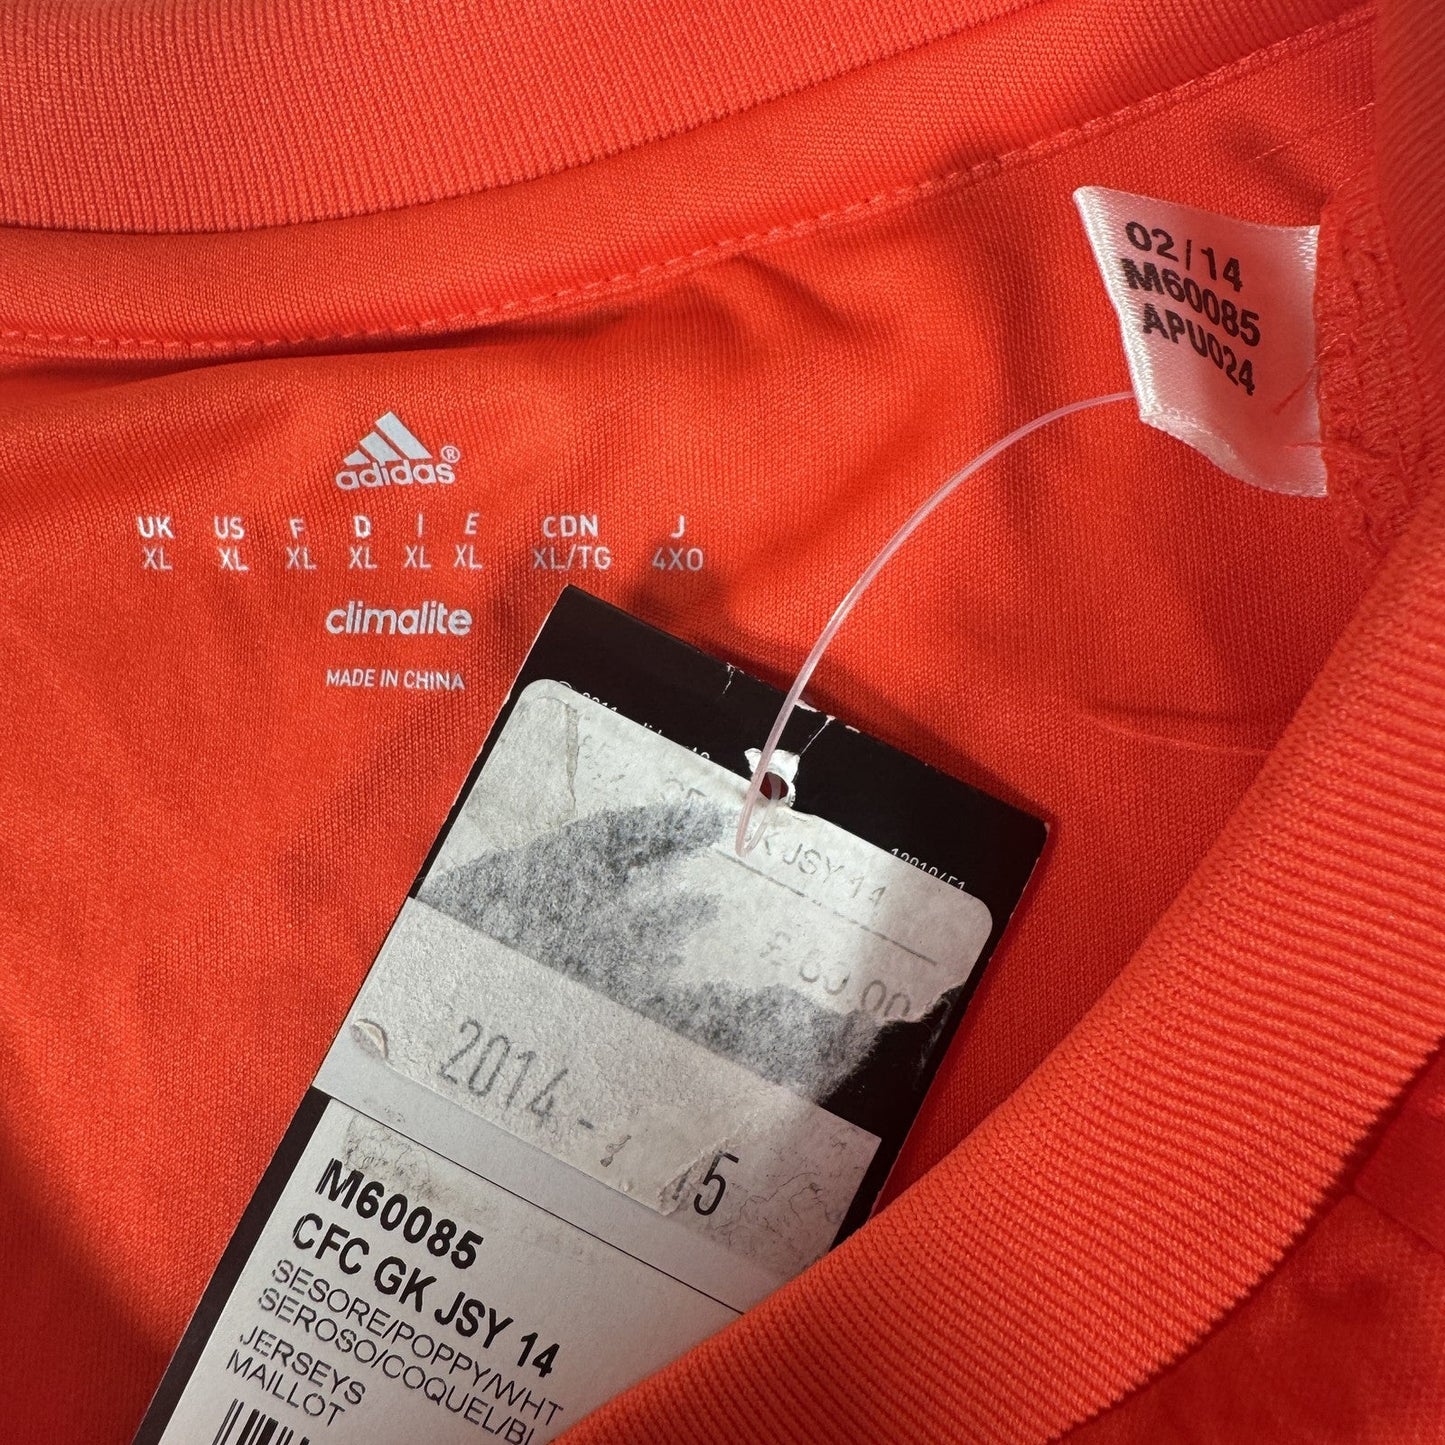 02/14
M60085
APU024
adidas®
UK US F D I E CDN J
XL XL XL XL XL XL XL/TG 4XO
climalite
MADE IN CHINA
JSY 14
2014-
15
M60085
CFC GK JSY 14
SESORE/POPPY/WHT
SEROSO/COQUEL/BL
JERSEYS
MAILLOT